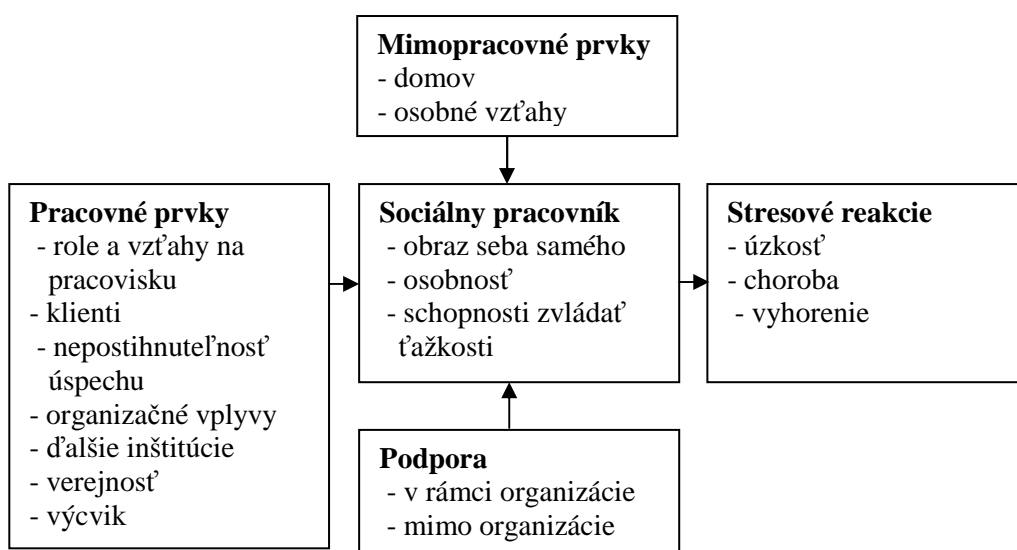 Mimopracovné prvky
- domov
- osobné vzťahy
Pracovné prvky
- role a vzťahy na
pracovisku
- klienti
- nepostihnuteľnosť
úspechu
- organizačné vplyvy
- ďalšie inštitúcie
- verejnosť
- výcvik
Sociálny pracovník
- obraz seba samého
- osobnosť
- schopnosti zvládať
ťažkosti
Stresové reakcie
- úzkosť
- choroba
- vyhorenie
Podpora
- v rámci organizácie
- mimo organizácie